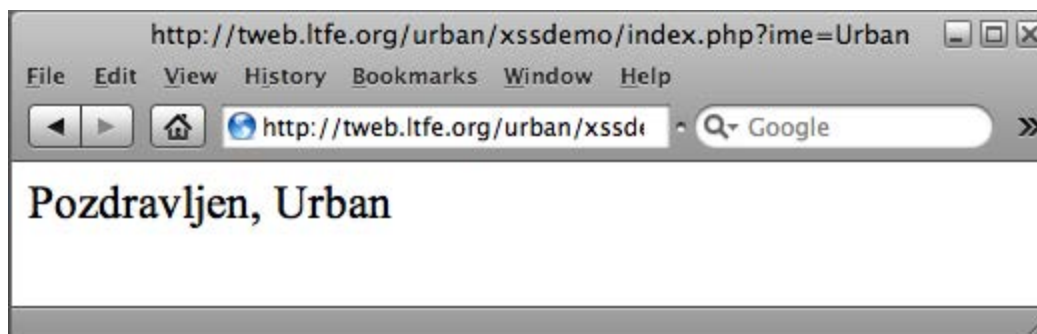 http://tweb.ltfe.org/urban/xssdemo/index.php?ime=Urban
File Edit View History Bookmarks Window Help
http://tweb.ltfe.org/urban/xssd Google
Pozdravljen, Urban